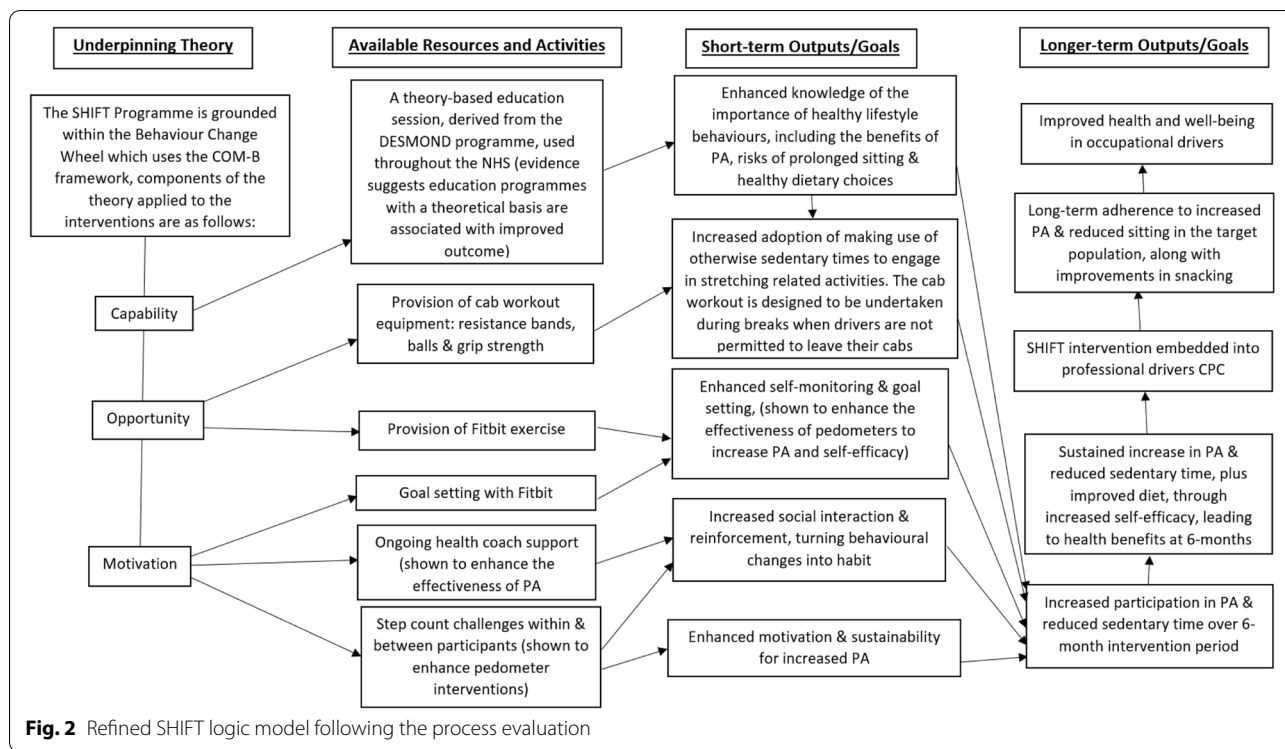 Underpinning Theory
The SHIFT Programme is grounded
within the Behaviour Change
Wheel which uses the COM-B
framework, components of the
theory applied to the
interventions are as follows:
Capability
Opportunity
Motivation
Available Resources and Activities
A theory-based education
session, derived from the
DESMOND programme, used
throughout the NHS (evidence
suggests education programmes
with a theoretical basis are
associated with improved
outcome)
Provision of cab workout
equipment: resistance bands,
balls & grip strength
Provision of Fitbit exercise
Goal setting with Fitbit
Ongoing health coach support
(shown to enhance the
effectiveness of PA
Step count challenges within &
between participants (shown to
enhance pedometer
interventions)
Short-term Outputs/Goals
Enhanced knowledge of the
importance of healthy lifestyle
behaviours, including the benefits of
PA, risks of prolonged sitting &
healthy dietary choices
Increased adoption of making use of
otherwise sedentary times to engage
in stretching related activities. The cab
workout is designed to be undertaken
during breaks when drivers are not
permitted to leave their cabs
Enhanced self-monitoring & goal
setting, (shown to enhance the
effectiveness of pedometers to
increase PA and self-efficacy)
Increased social interaction &
reinforcement, turning behavioural
changes into habit
Enhanced motivation & sustainability
for increased PA
Longer-term Outputs/Goals
Improved health and well-being
in occupational drivers
Long-term adherence to increased
PA & reduced sitting in the target
population, along with
improvements in snacking
SHIFT intervention embedded into
professional drivers CPC
Sustained increase in PA &
reduced sedentary time, plus
improved diet, through
increased self-efficacy, leading
to health benefits at 6-months
Increased participation in PA &
reduced sedentary time over 6-
month intervention period
Fig. 2 Refined SHIFT logic model following the process evaluation